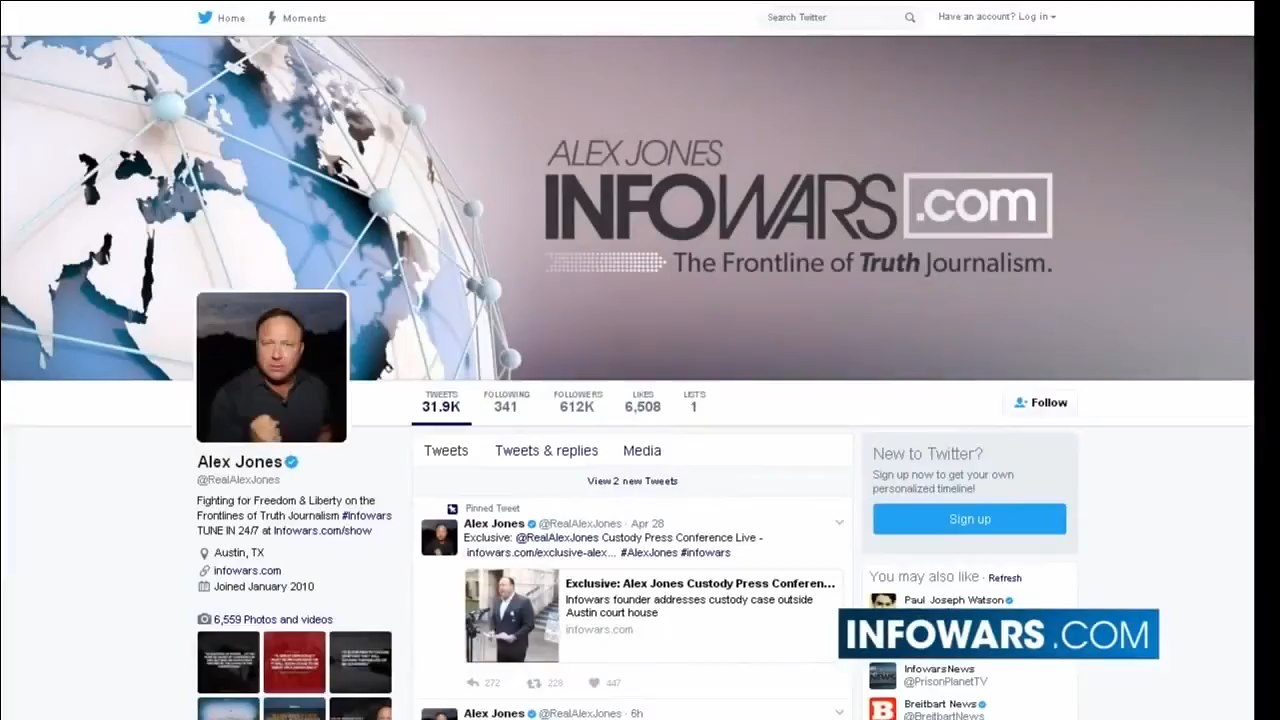 Home
Moments
Search Twitter
Have an account? Log in
ALEX JONES
INFOWARS.com
The Frontline of Truth Journalism.
TWEETS
31.9K
FOLLOWING
341
FOLLOWERS
612K
LIKES
6,508
LISTS
1
Follow
Alex Jones
@RealAlexJones
Fighting for Freedom & Liberty on the
Frontlines of Truth Journalism #Infowars
TUNE IN 24/7 at Infowars.com/show
Austin, TX
infowars.com
Joined January 2010
6,559 Photos and videos
Tweets
Tweets & replies
Media
View 2 new Tweets
Pinned Tweet
Alex Jones @RealAlexJones · Apr 28
Exclusive: @RealAlexJones Custody Press Conference Live -
infowars.com/exclusive-alex... #AlexJones #infowars
Exclusive: Alex Jones Custody Press Conferen...
Infowars founder addresses custody case outside
Austin court house
infowars.com
272
228
447
Alex Jones @RealAlexJones · 6h
New to Twitter?
Sign up now to get your own
personalized timeline!
Sign up
You may also like · Refresh
Paul Joseph Watson
INFOWARS.COM
InfowarsNews
@PrisonPlanetTV
Breitbart News
@BreitbartNews